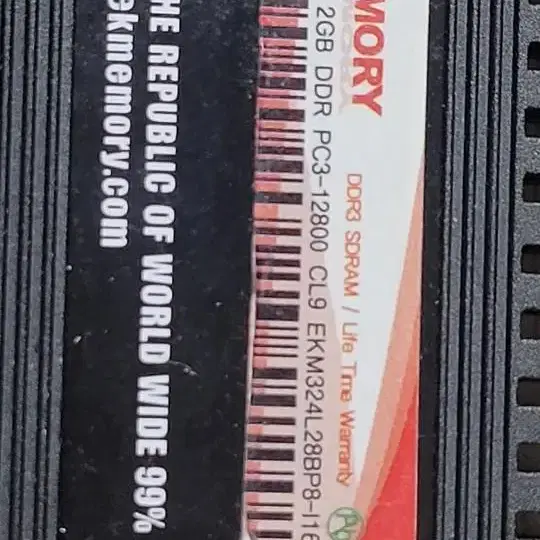 MORY
DDR3 SDRAM / Life Time Warranty
2GB DDR PC3-12800 CL9 EKM324L28BP8-I16
HE REPUBLIC OF WORLD WIDE 99%
ekmemory.com